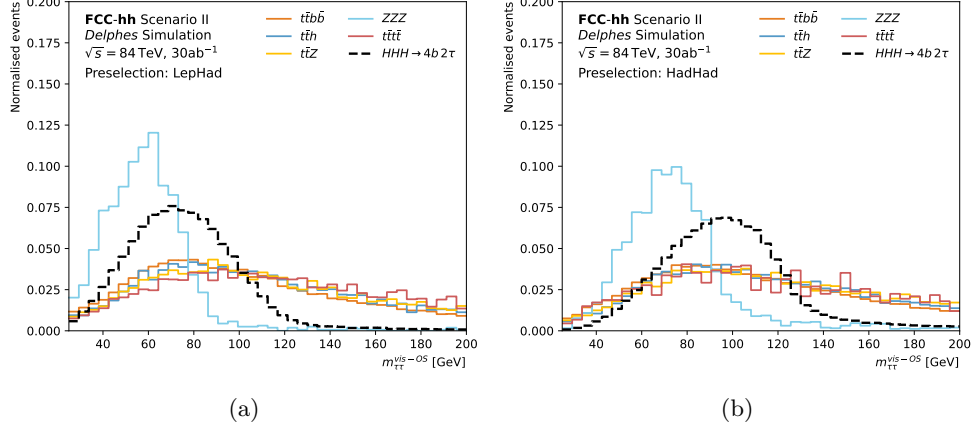 Normalised events
0.200
0.175
0.150
0.125
0.100
0.075
0.050
0.025
0.000
FCC-hh Scenario II
Delphes Simulation
√s = 84 TeV, 30ab⁻¹
Preselection: LepHad
tt̄bb̄
tt̄h
tt̄Z
ZZZ
tt̄tt̄
HHH → 4b 2τ
40 60 80 100 120 140 160 180 200
m_{ττ}^{vis−OS} [GeV]
(a)
Normalised events
0.200
0.175
0.150
0.125
0.100
0.075
0.050
0.025
0.000
FCC-hh Scenario II
Delphes Simulation
√s = 84 TeV, 30ab⁻¹
Preselection: HadHad
tt̄bb̄
tt̄h
tt̄Z
ZZZ
tt̄tt̄
HHH → 4b 2τ
40 60 80 100 120 140 160 180 200
m_{ττ}^{vis−OS} [GeV]
(b)